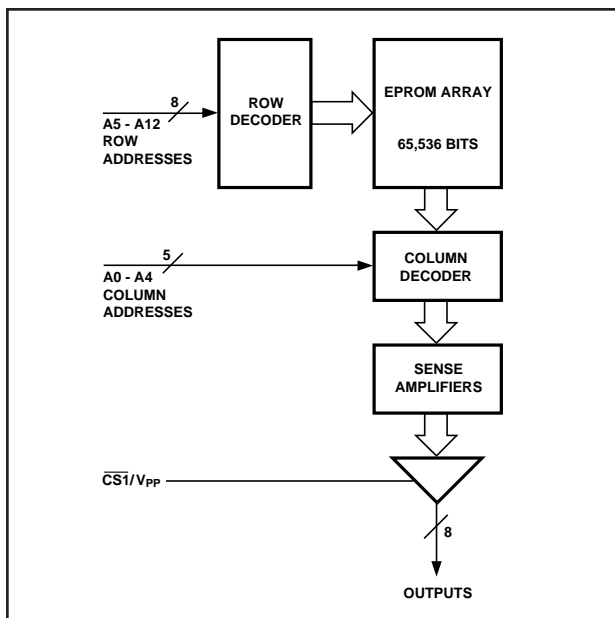 8
A5 - A12
ROW
ADDRESSES
ROW
DECODER
EPROM ARRAY
65,536 BITS
5
A0 - A4
COLUMN
ADDRESSES
COLUMN
DECODER
SENSE
AMPLIFIERS
C̅S̅1̅/VPP
8
OUTPUTS